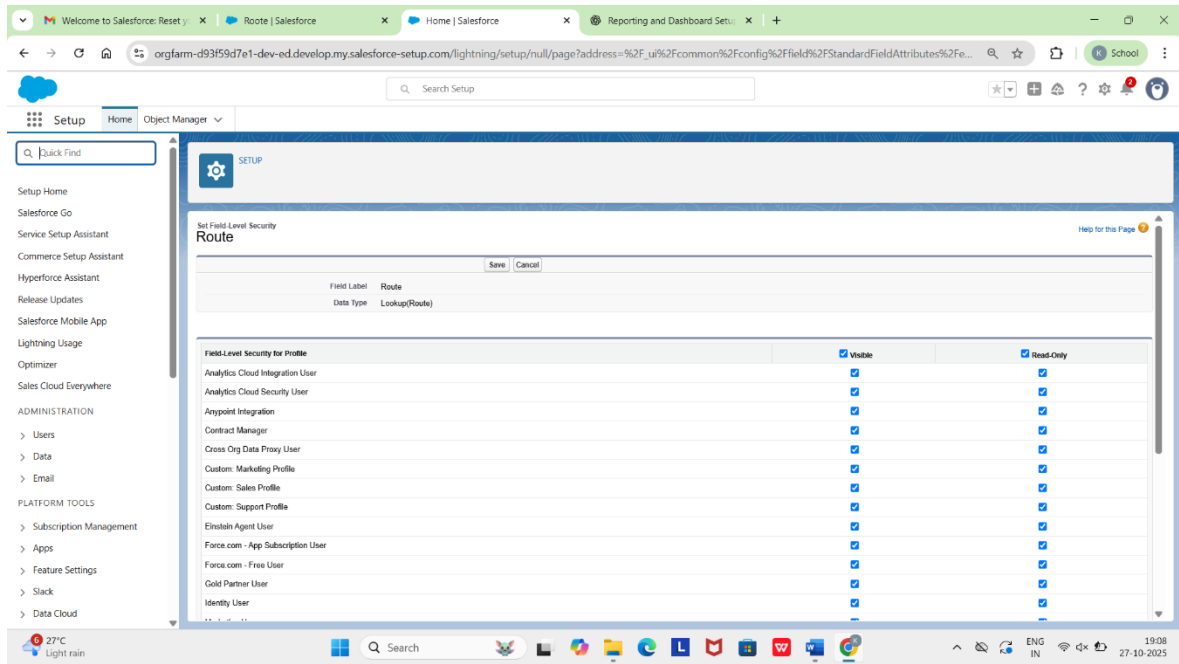 Welcome to Salesforce: Reset y
Roote | Salesforce
Home | Salesforce
Reporting and Dashboard Setu
orgfarm-d93f59d7e1-dev-ed.develop.my.salesforce-setup.com/lightning/setup/null/page?address=%2F_ui%2Fcommon%2Fconfig%2Ffield%2FStandardFieldAttributes%2Fe...
K School
Search Setup
2
Setup Home Object Manager
Quick Find
Setup Home
Salesforce Go
Service Setup Assistant
Commerce Setup Assistant
Hyperforce Assistant
Release Updates
Salesforce Mobile App
Lightning Usage
Optimizer
Sales Cloud Everywhere
ADMINISTRATION
Users
Data
Email
PLATFORM TOOLS
Subscription Management
Apps
Feature Settings
Slack
Data Cloud
SETUP
Set Field-Level Security
Route
Help for this Page ?
Save Cancel
Field Label Route
Data Type Lookup(Route)
Field-Level Security for Profile Visible Read-Only
Analytics Cloud Integration User
Analytics Cloud Security User
Anypoint Integration
Contract Manager
Cross Org Data Proxy User
Custom: Marketing Profile
Custom: Sales Profile
Custom: Support Profile
Einstein Agent User
Force.com - App Subscription User
Force.com - Free User
Gold Partner User
Identity User
6
27°C
Light rain
Search
L
W
W
ENG
IN
19:08
27-10-2025